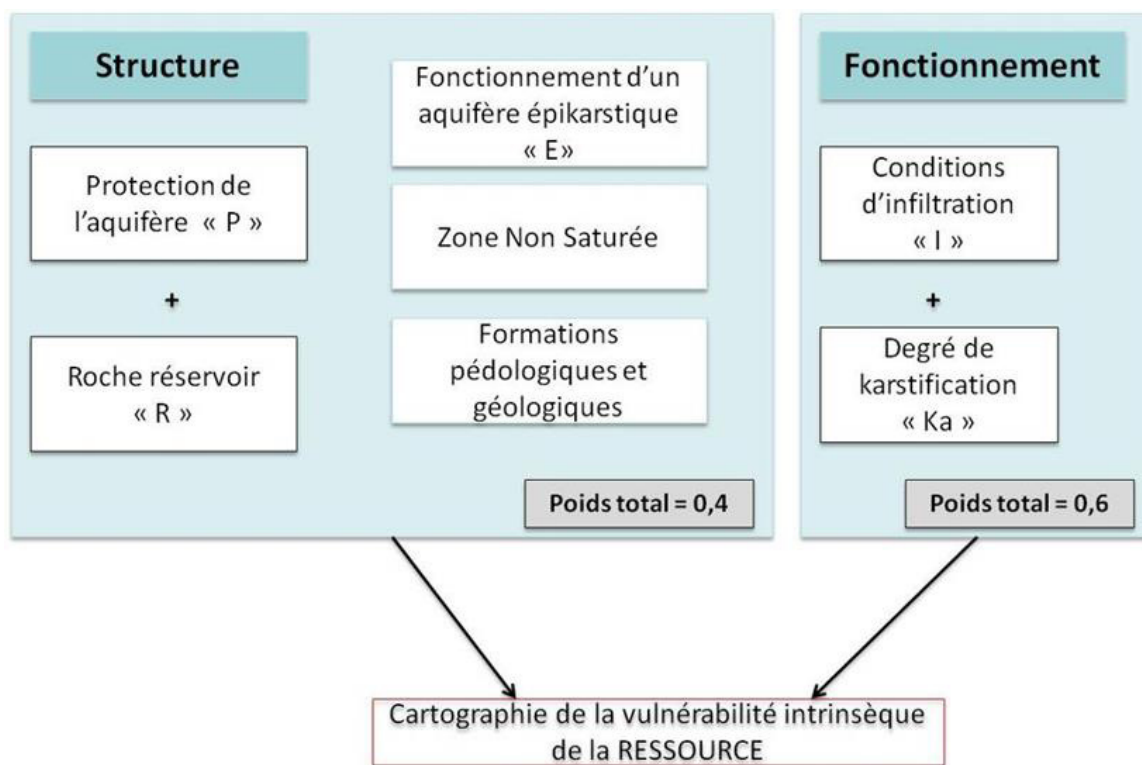 Structure
Protection de
l'aquifère « P »
+
Roche réservoir
« R »
Fonctionnement d'un
aquifère épikarstique
« E»
Zone Non Saturée
Formations
pédologiques et
géologiques
Poids total = 0,4
Fonctionnement
Conditions
d'infiltration
« I »
+
Degré de
karstification
« Ka »
Poids total = 0,6
Cartographie de la vulnérabilité intrinsèque
de la RESSOURCE